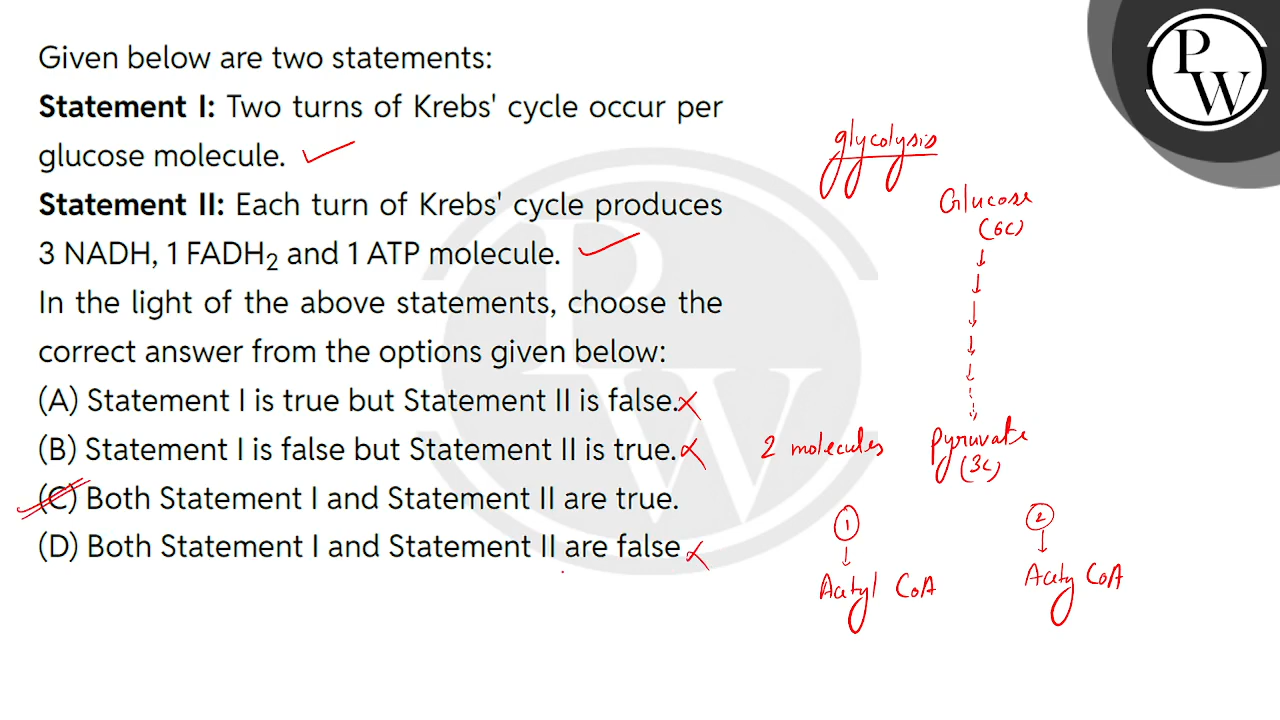 Given below are two statements:
Statement I: Two turns of Krebs' cycle occur per
glucose molecule.
Statement II: Each turn of Krebs' cycle produces
3 NADH, 1 FADH₂ and 1 ATP molecule.
In the light of the above statements, choose the
correct answer from the options given below:
(A) Statement I is true but Statement II is false.
(B) Statement I is false but Statement II is true.
(C) Both Statement I and Statement II are true.
(D) Both Statement I and Statement II are false
PW
PW
glycolysis
Glucose
(6C)
2 molecules Pyruvate
(3C)
1 2
Acetyl CoA Acety CoA